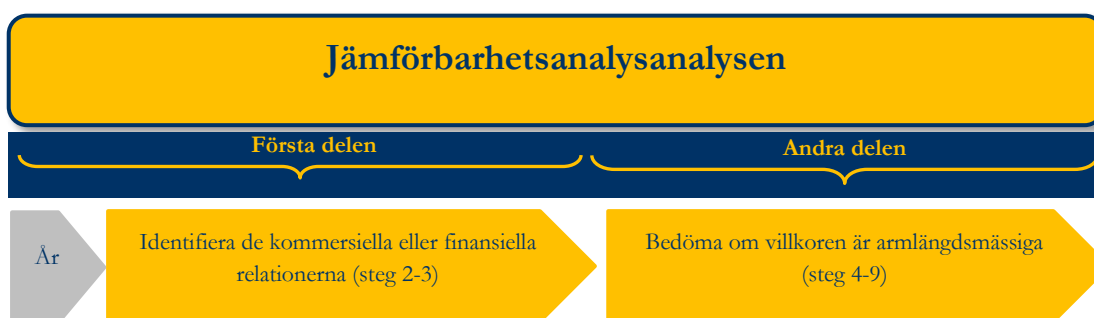 Jämförbarhetsanalysanalysen
Första delen
Andra delen
År
Identifiera de kommersiella eller finansiella
relationerna (steg 2-3)
Bedöma om villkoren är armlängdsmässiga
(steg 4-9)